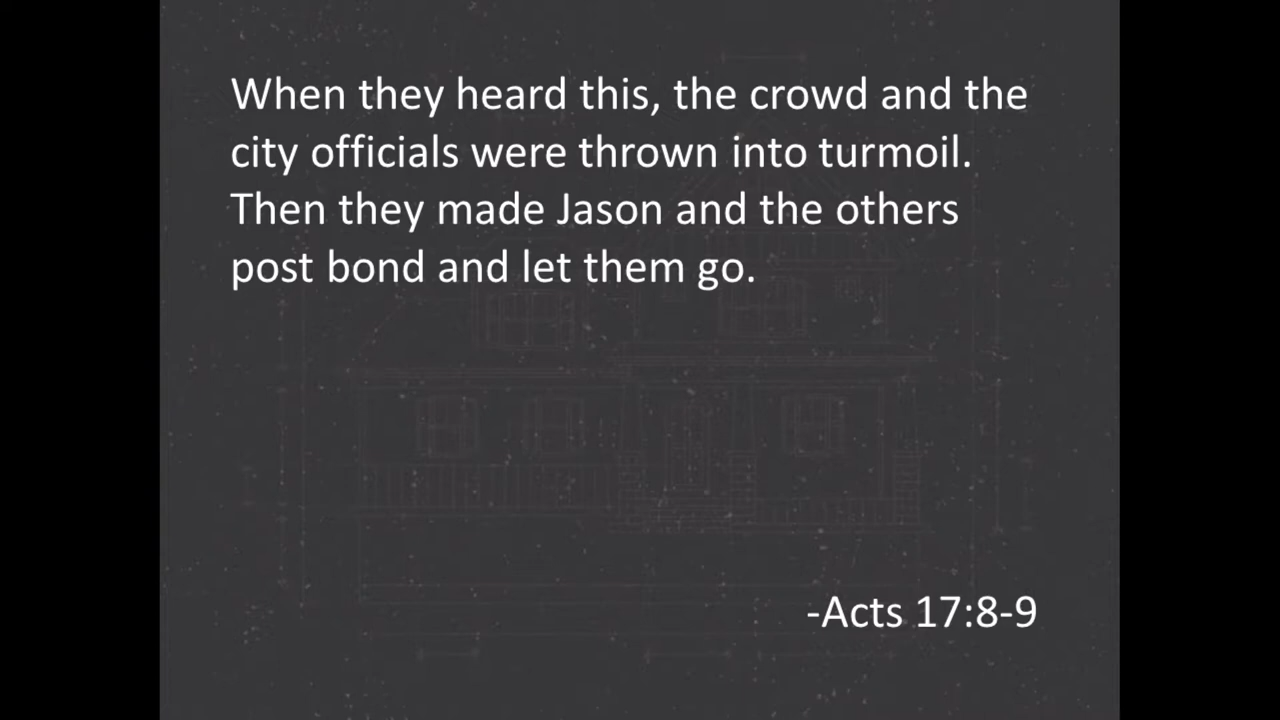 When they heard this, the crowd and the
city officials were thrown into turmoil.
Then they made Jason and the others
post bond and let them go.
-Acts 17:8-9